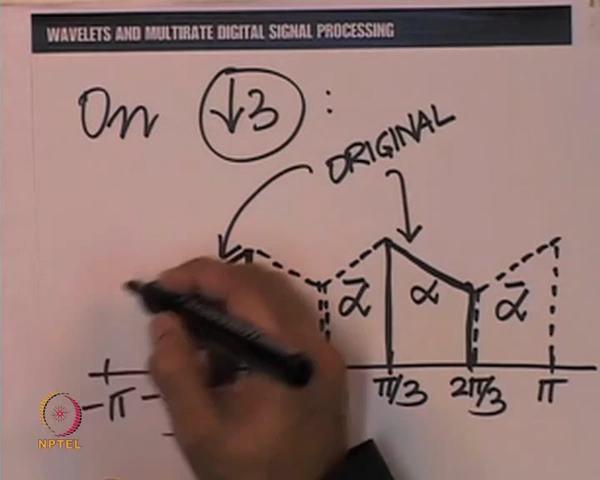 WAVELETS AND MULTIRATE DIGITAL SIGNAL PROCESSING
On ↓3 :
ORIGINAL
ᾱ α ᾱ
-π - π/3 2π/3 π
NPTEL